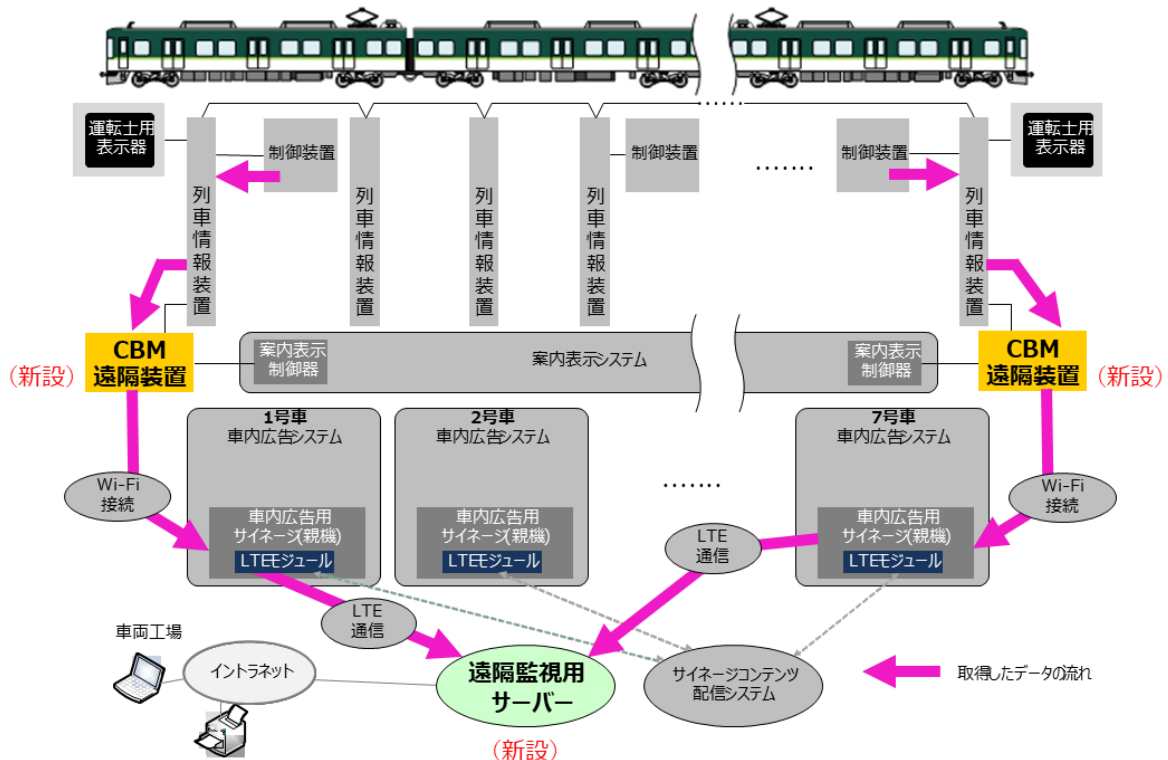 運転士用
表示器
列車情報装置
制御装置
列車情報装置
列車情報装置
列車情報装置
制御装置
・・・・・・
・・・・・・・
制御装置
列車情報装置
運転士用
表示器
(新設)
CBM
遠隔装置
案内表示
制御器
案内表示システム
案内表示
制御器
CBM
遠隔装置
(新設)
1号車
車内広告システム
2号車
車内広告システム
7号車
車内広告システム
・・・・・・・
Wi-Fi
接続
車内広告用
サイネージ(親機)
LTEモジュール
車内広告用
サイネージ(親機)
LTEモジュール
LTE
通信
車内広告用
サイネージ(親機)
LTEモジュール
Wi-Fi
接続
LTE
通信
車両工場
イントラネット
遠隔監視用
サーバー
(新設)
サイネージコンテンツ
配信システム
取得したデータの流れ